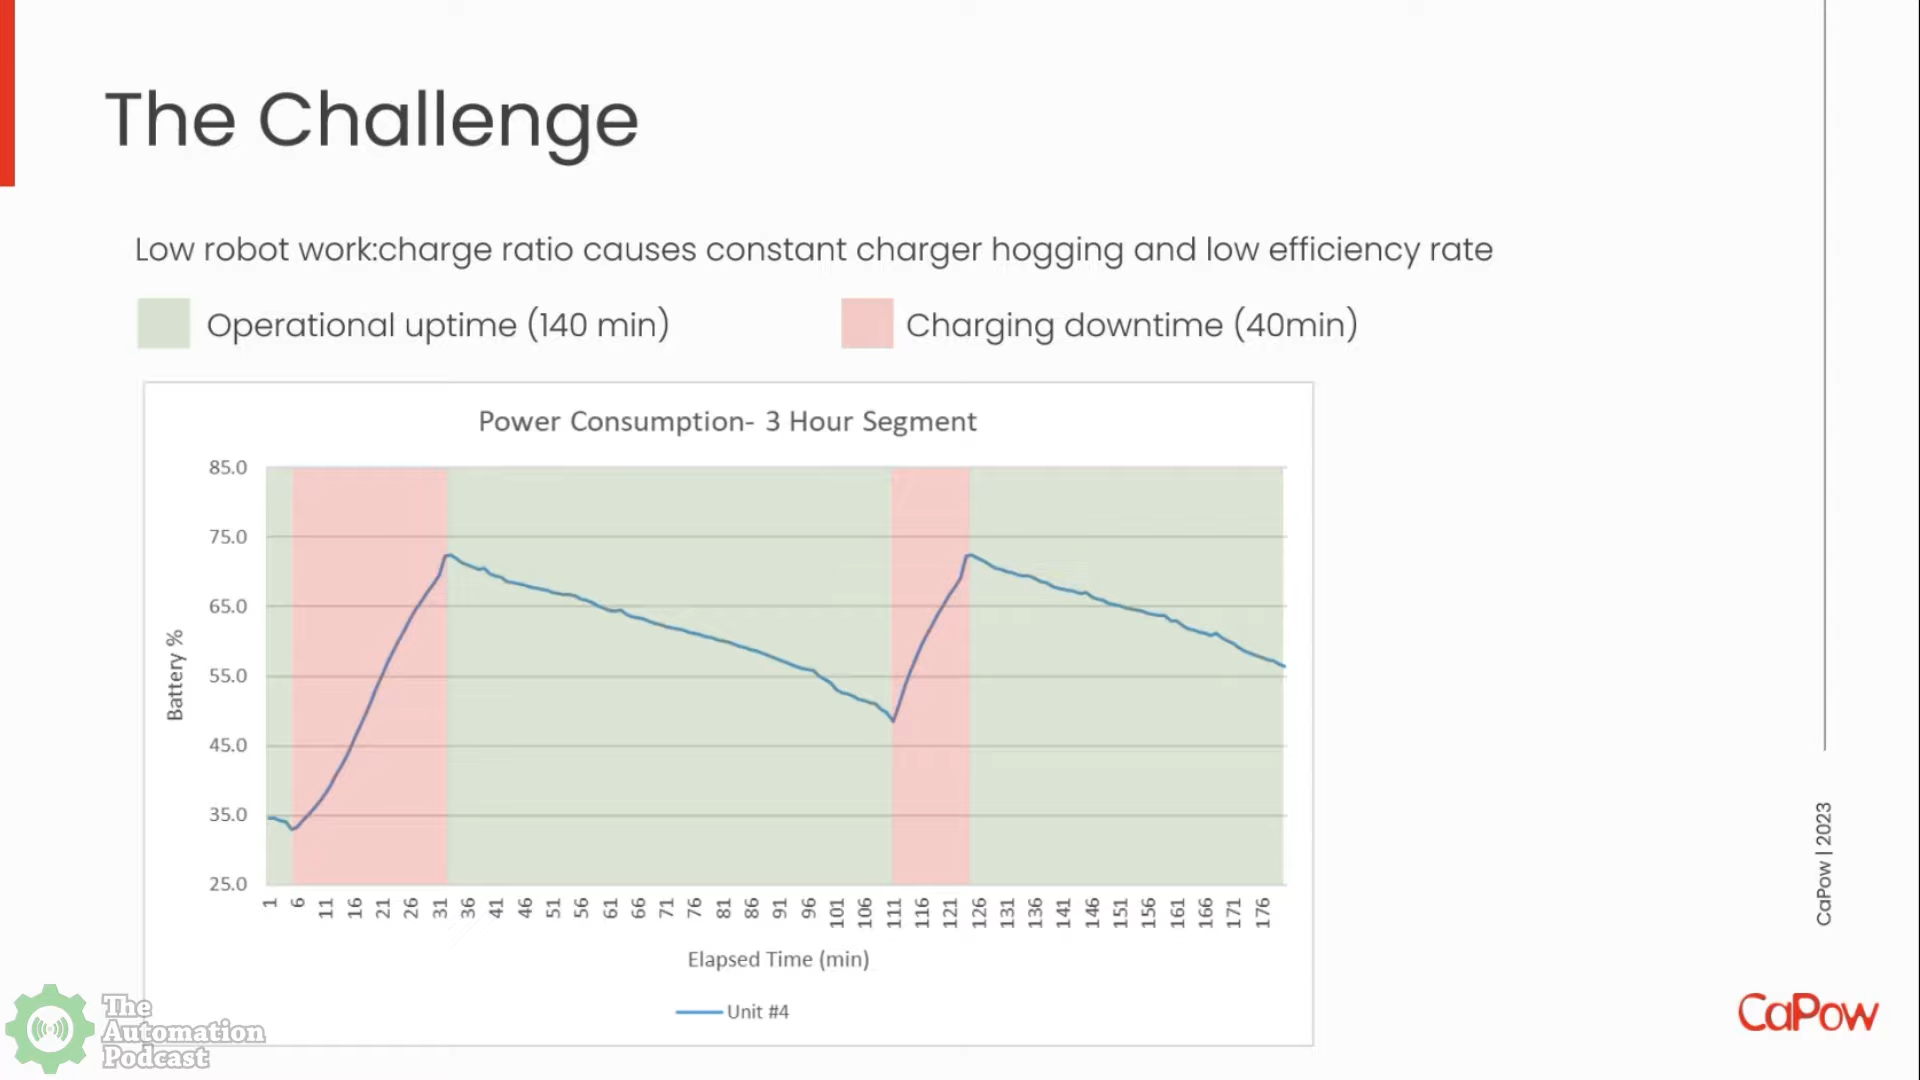 The Challenge
Low robot work:charge ratio causes constant charger hogging and low efficiency rate
Operational uptime (140 min)
Charging downtime (40min)
Power Consumption- 3 Hour Segment
85.0
75.0
65.0
55.0
45.0
35.0
25.0
Battery %
1 6 11 16 21 26 31 36 41 46 51 56 61 66 71 76 81 86 91 96 101 106 111 116 121 126 131 136 141 146 151 156 161 166 171 176
Elapsed Time (min)
Unit #4
CaPow | 2023
CaPow
The
Automation
Podcast